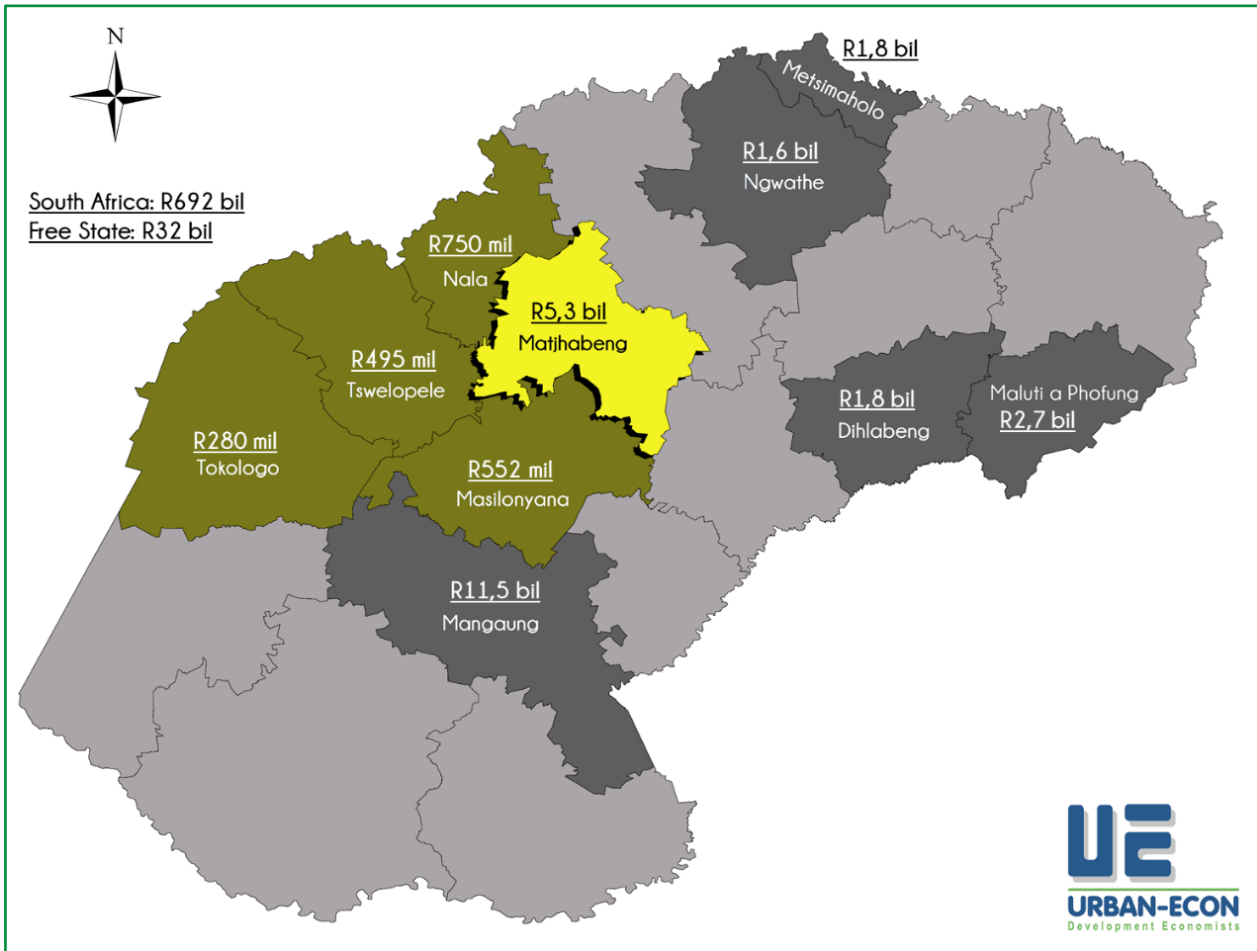 N
R1,8 bil
Metsimaholo
R1,6 bil
Ngwathe
South Africa: R692 bil
Free State: R32 bil
R750 mil
Nala
R5,3 bil
Matjhabeng
R495 mil
Tswelopele
R1,8 bil
Dihlabeng
Maluti a Phofung
R2,7 bil
R280 mil
Tokologo
R552 mil
Masilonyana
R11,5 bil
Mangaung
UE
URBAN-ECON
Development Economists